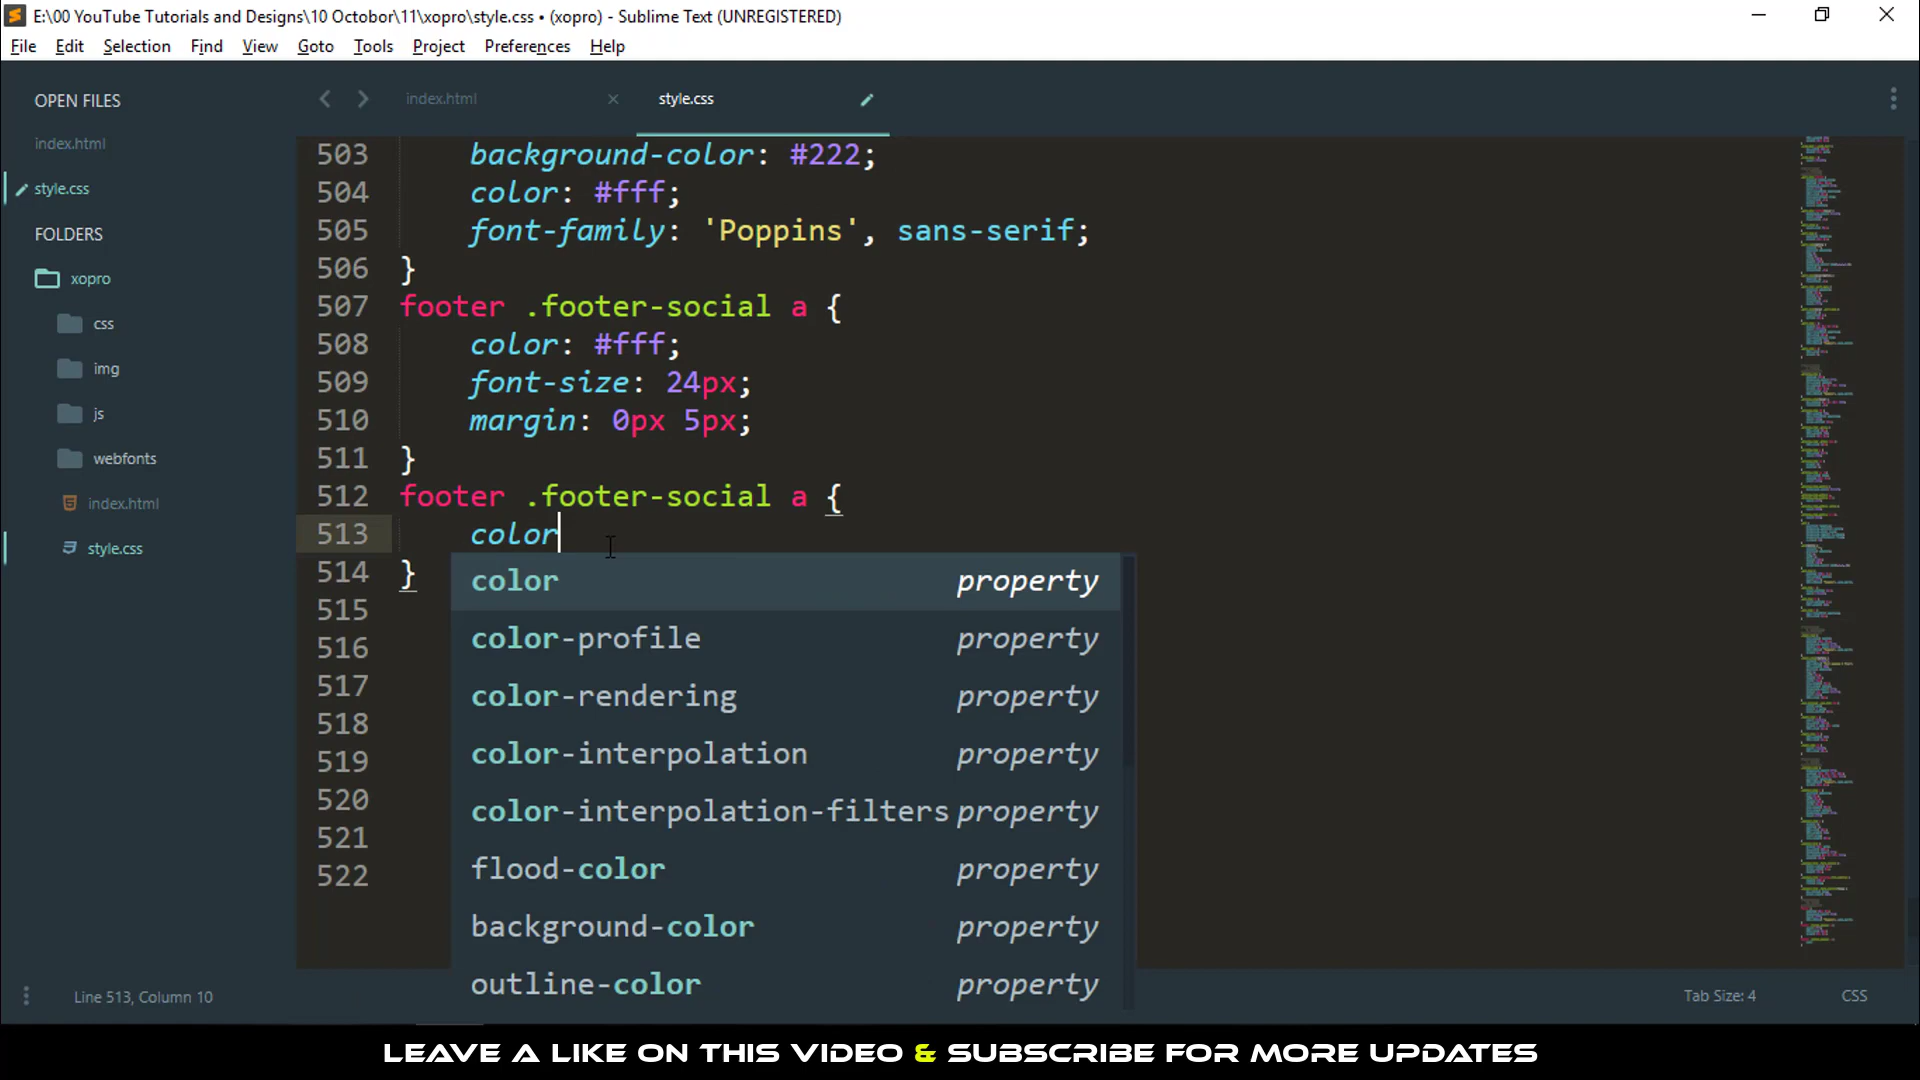 E:\00 YouTube Tutorials and Designs\10 Octobor\11\xopro\style.css • (xopro) - Sublime Text (UNREGISTERED)
File Edit Selection Find View Goto Tools Project Preferences Help
OPEN FILES
index.html
style.css
FOLDERS
xopro
css
img
js
webfonts
index.html
style.css
index.html
style.css
503 background-color: #222;
504 color: #fff;
505 font-family: 'Poppins', sans-serif;
506 }
507 footer .footer-social a {
508 color: #fff;
509 font-size: 24px;
510 margin: 0px 5px;
511 }
512 footer .footer-social a {
513 color
514 }
515
516
517
518
519
520
521
522
color property
color-profile property
color-rendering property
color-interpolation property
color-interpolation-filters property
flood-color property
background-color property
outline-color property
Line 513, Column 10
Tab Size: 4
CSS
LEAVE A LIKE ON THIS VIDEO & SUBSCRIBE FOR MORE UPDATES